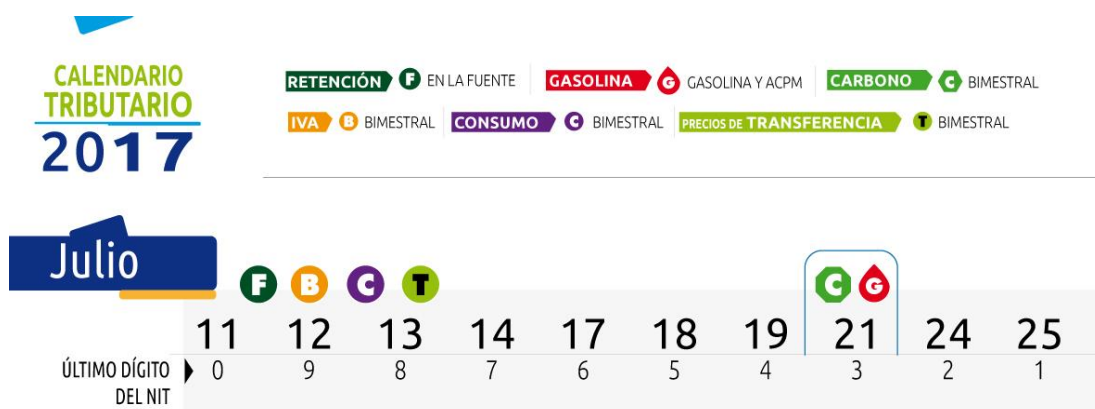 CALENDARIO
TRIBUTARIO
2017
RETENCIÓN F EN LA FUENTE GASOLINA G GASOLINA Y ACPM CARBONO C BIMESTRAL
IVA B BIMESTRAL CONSUMO C BIMESTRAL PRECIOS DE TRANSFERENCIA T BIMESTRAL
Julio
F B C T C G
11 12 13 14 17 18 19 21 24 25
ÚLTIMO DÍGITO 0 9 8 7 6 5 4 3 2 1
DEL NIT